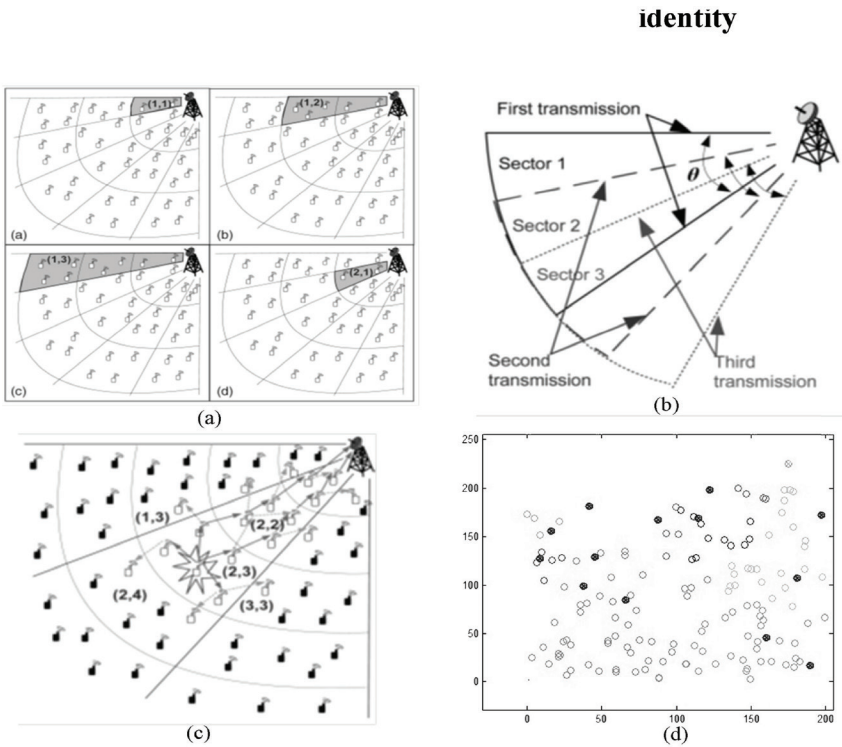 identity
(1,1)
(a)
(1,2)
(b)
(1,3)
(c)
(2,1)
(d)
(a)
First transmission
Sector 1
θ
Sector 2
Sector 3
Second
transmission
Third
transmission
(b)
(1,3)
(2,2)
(2,3)
(2,4)
(3,3)
(c)
250
200
150
100
50
0
0
50
100
150
200
(d)